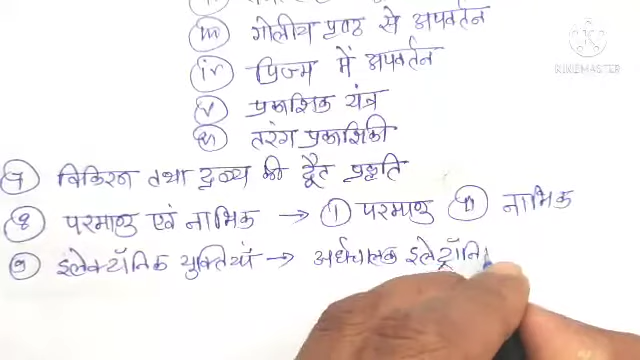 iii गोलीय पृष्ठ से अपवर्तन
iv प्रिज्म में अपवर्तन
v प्रकाशिक यंत्र
vi तरंग प्रकाशिकी
7 विकिरण तथा द्रव्य की द्वैत प्रकृति
8 परमाणु एवं नाभिक → i परमाणु ii नाभिक
9 इलेक्ट्रॉनिक युक्तियाँ → अर्धचालक इलेट्रॉनि
KINEMASTER